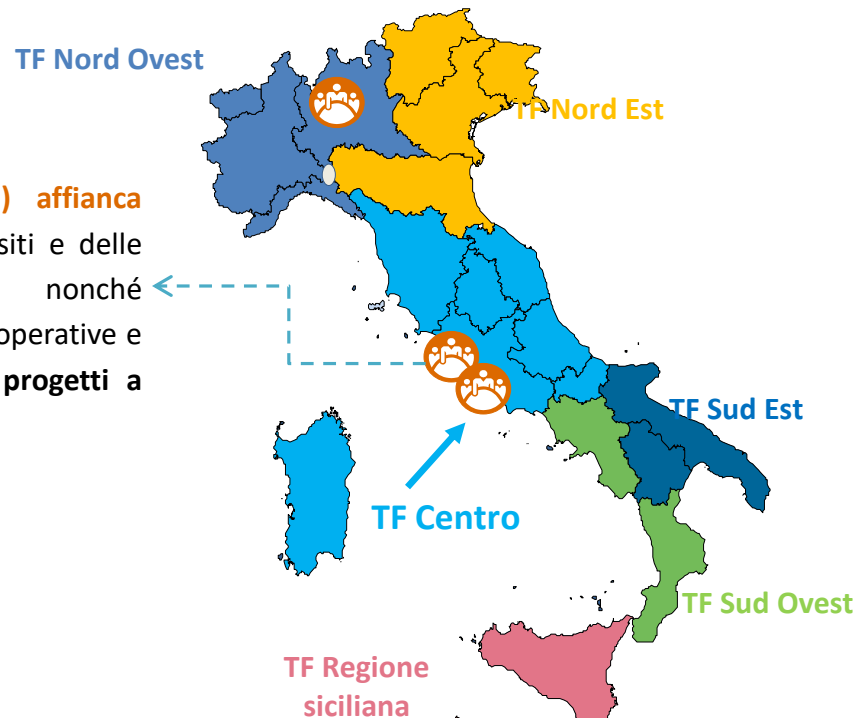 TF Nord Ovest
TF Nord Est
) affianca
siti e delle
nonché
operative e
progetti a
TF Sud Est
TF Centro
TF Sud Ovest
TF Regione
siciliana